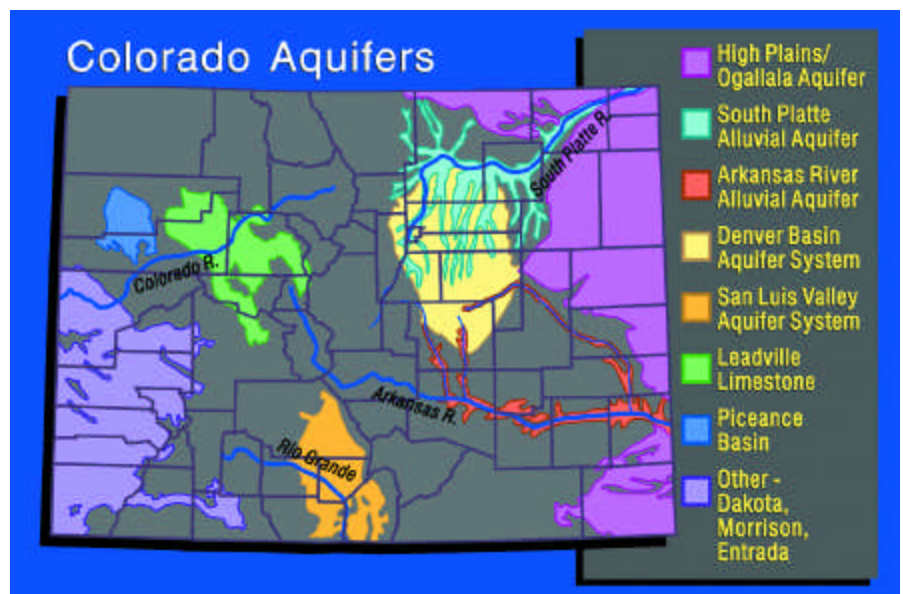 Colorado Aquifers
High Plains/
Ogallala Aquifer
South Platte
Alluvial Aquifer
Arkansas River
Alluvial Aquifer
Denver Basin
Aquifer System
San Luis Valley
Aquifer System
Leadville
Limestone
Piceance
Basin
Other -
Dakota,
Morrison,
Entrada
South Platte R.
Colorado R.
Arkansas R.
Rio Grande